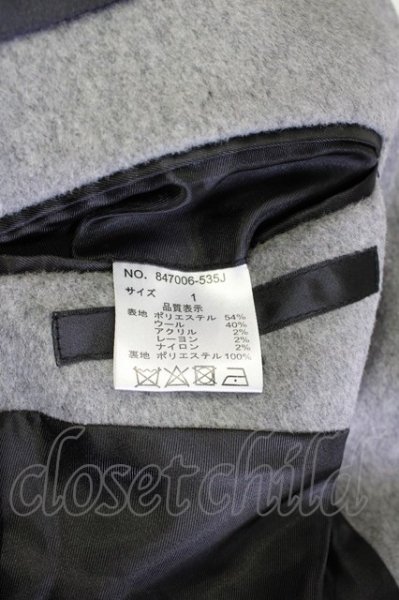 NO. 847006-535J
サイズ 1
品質表示
表地 ポリエステル 54%
ウール 40%
アクリル 2%
レーヨン 2%
ナイロン 2%
裏地 ポリエステル 100%
closetchild